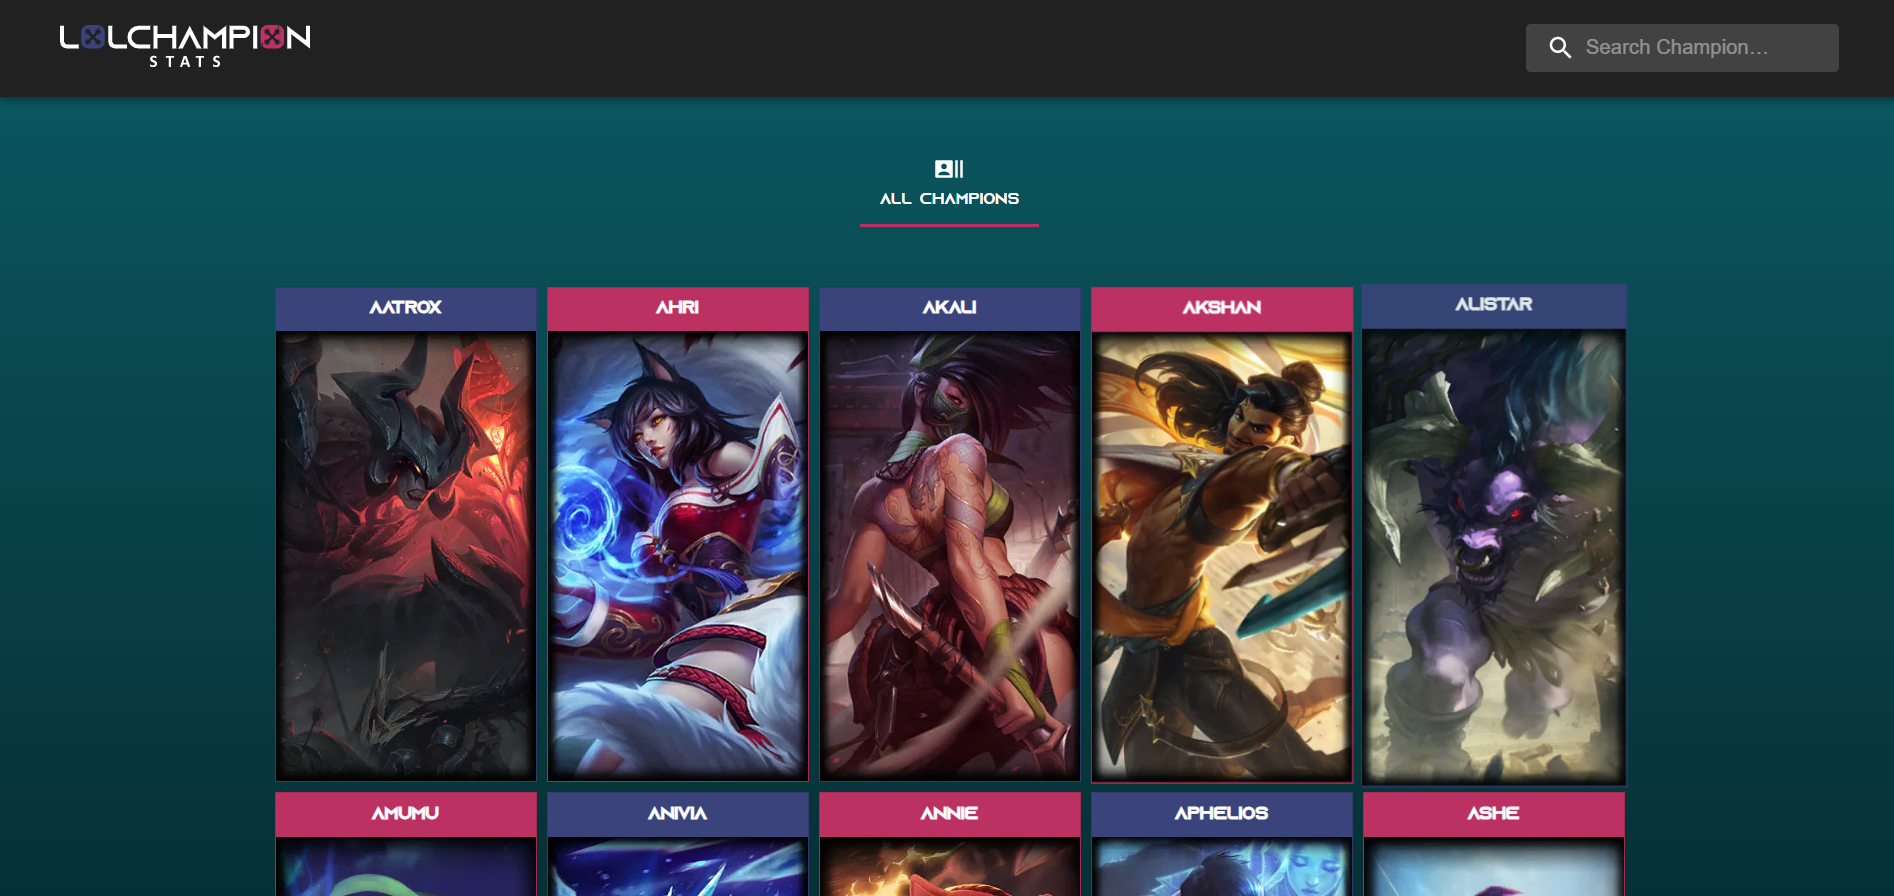 LOLCHAMPION
STATS
Search Champion...
ALL CHAMPIONS
AATROX
AHRI
AKALI
AKSHAN
ALISTAR
AMUMU
ANIVIA
ANNIE
APHELIOS
ASHE